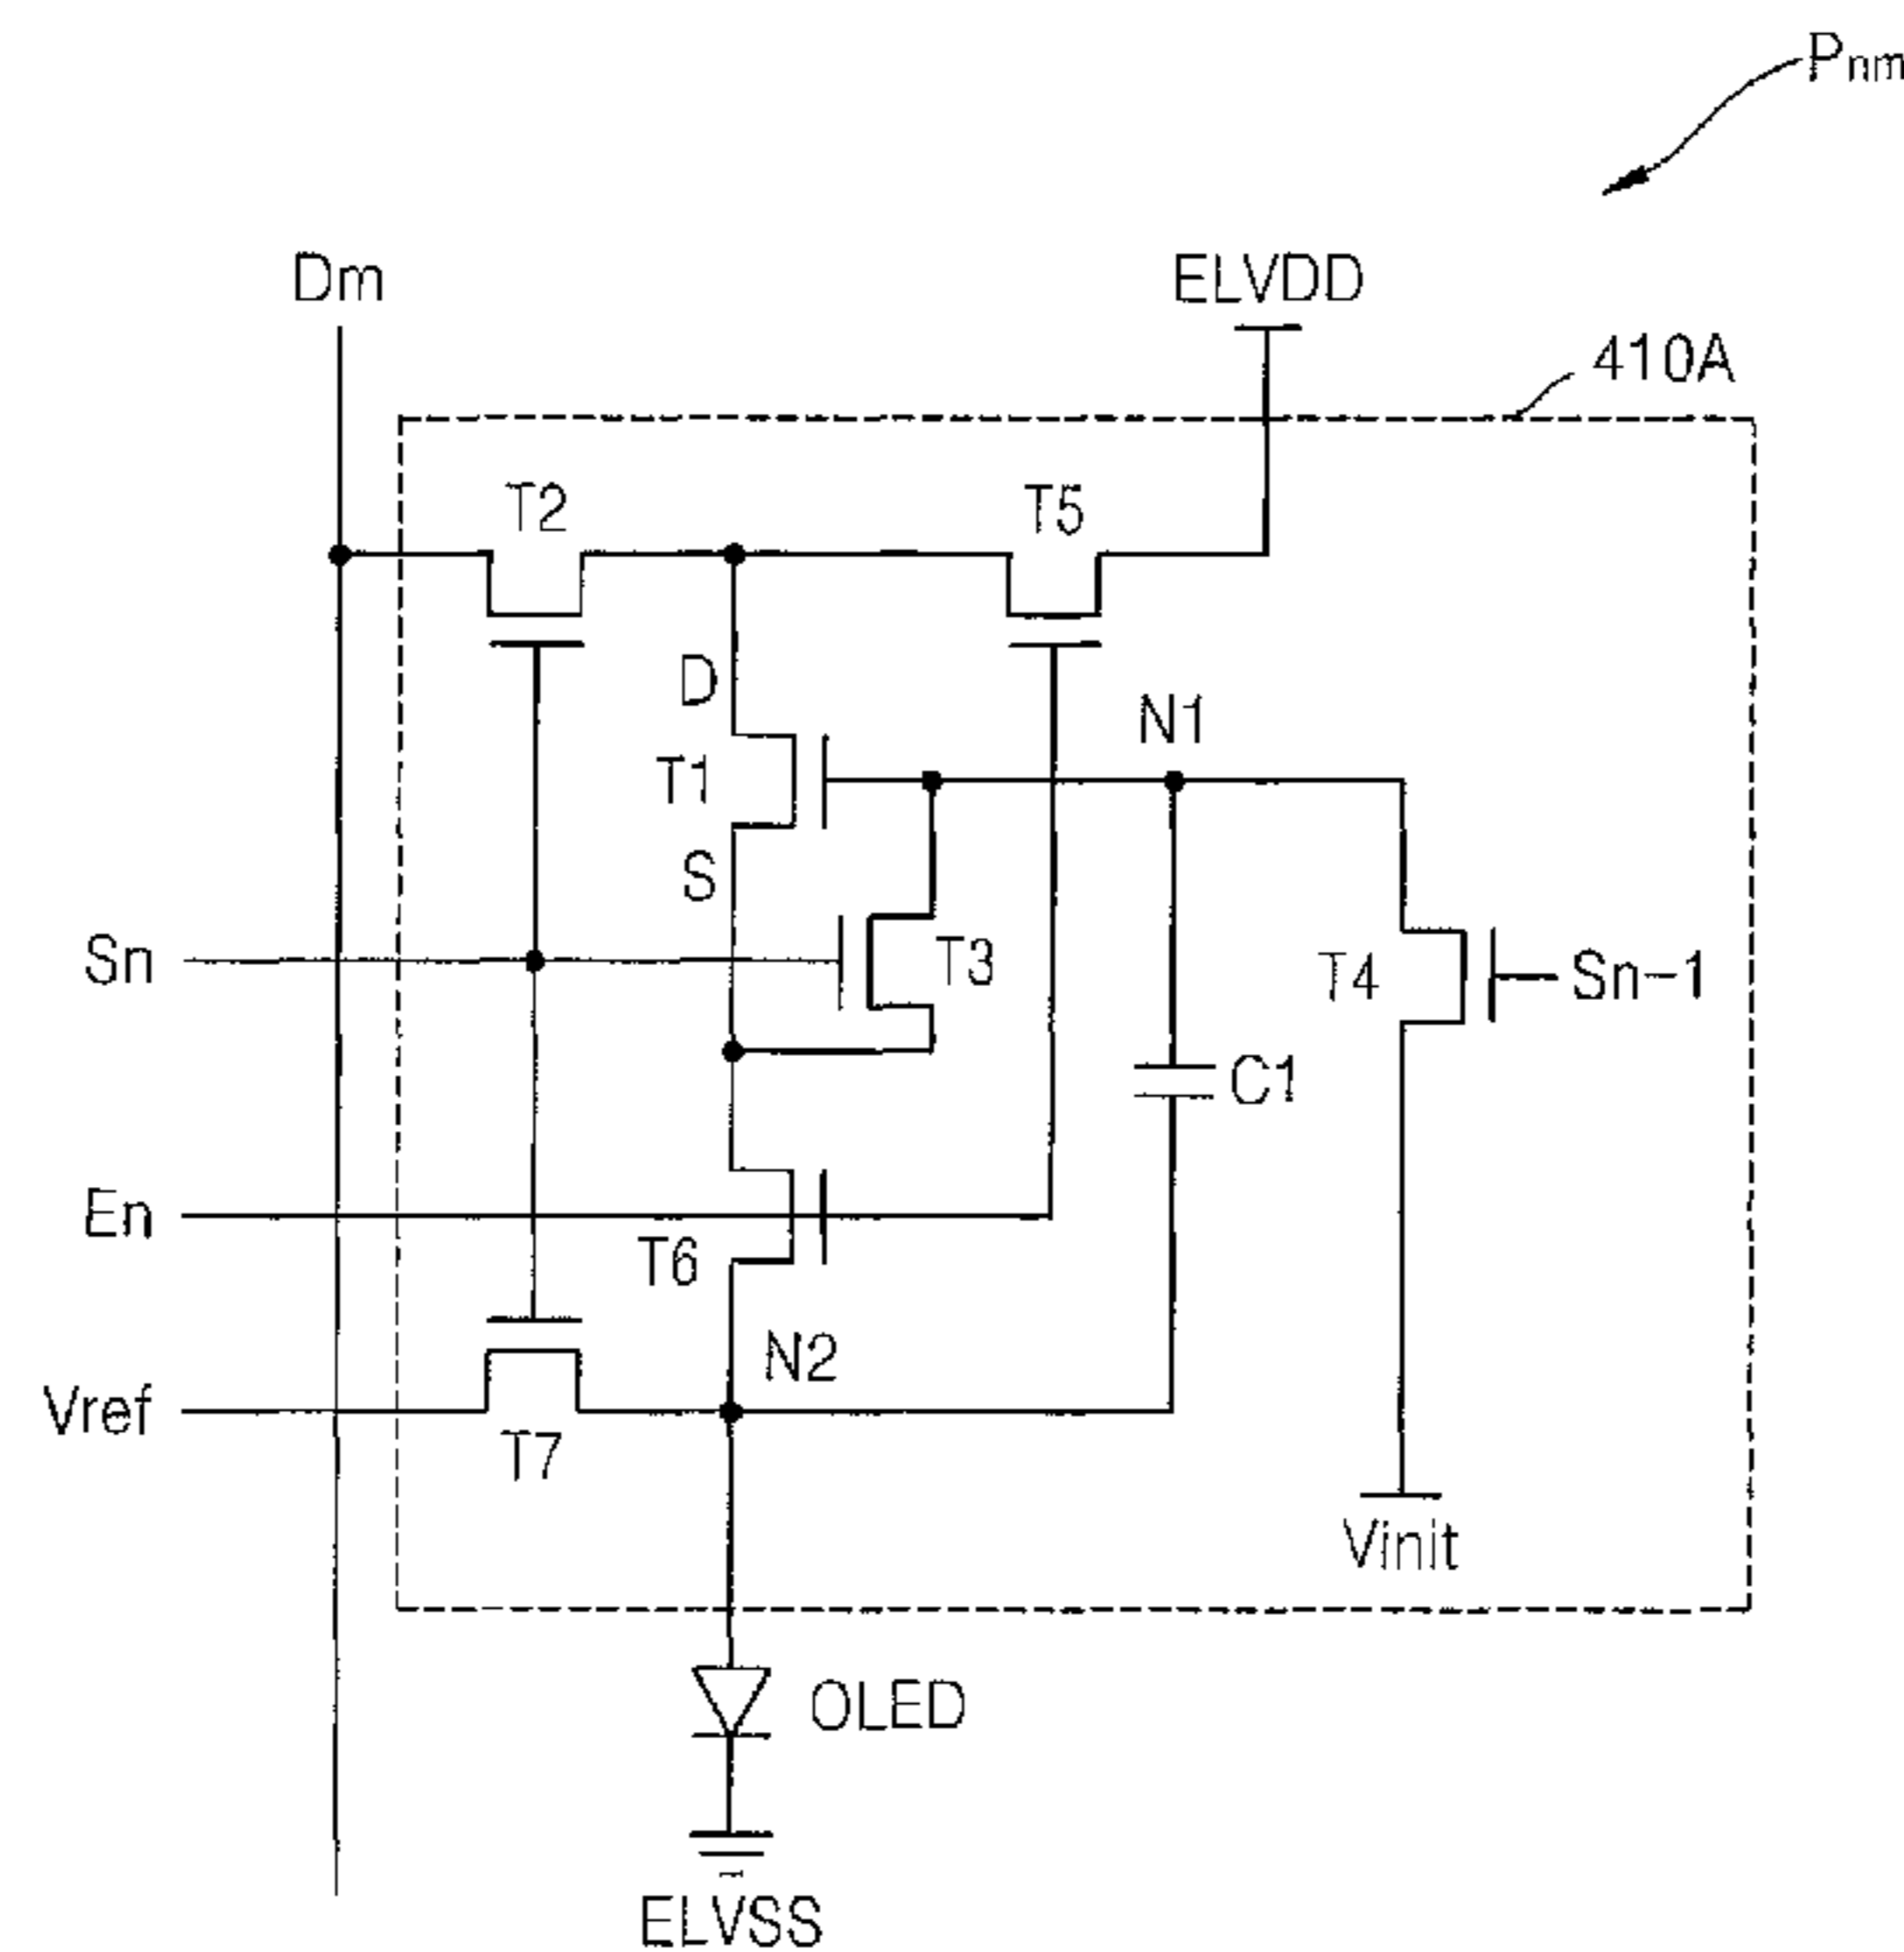 Pnm
Dm
ELVDD
410A
T2
T5
D
N1
T1
S
Sn
T3
T4
Sn-1
C1
En
T6
N2
Vref
T7
Vinit
OLED
ELVSS